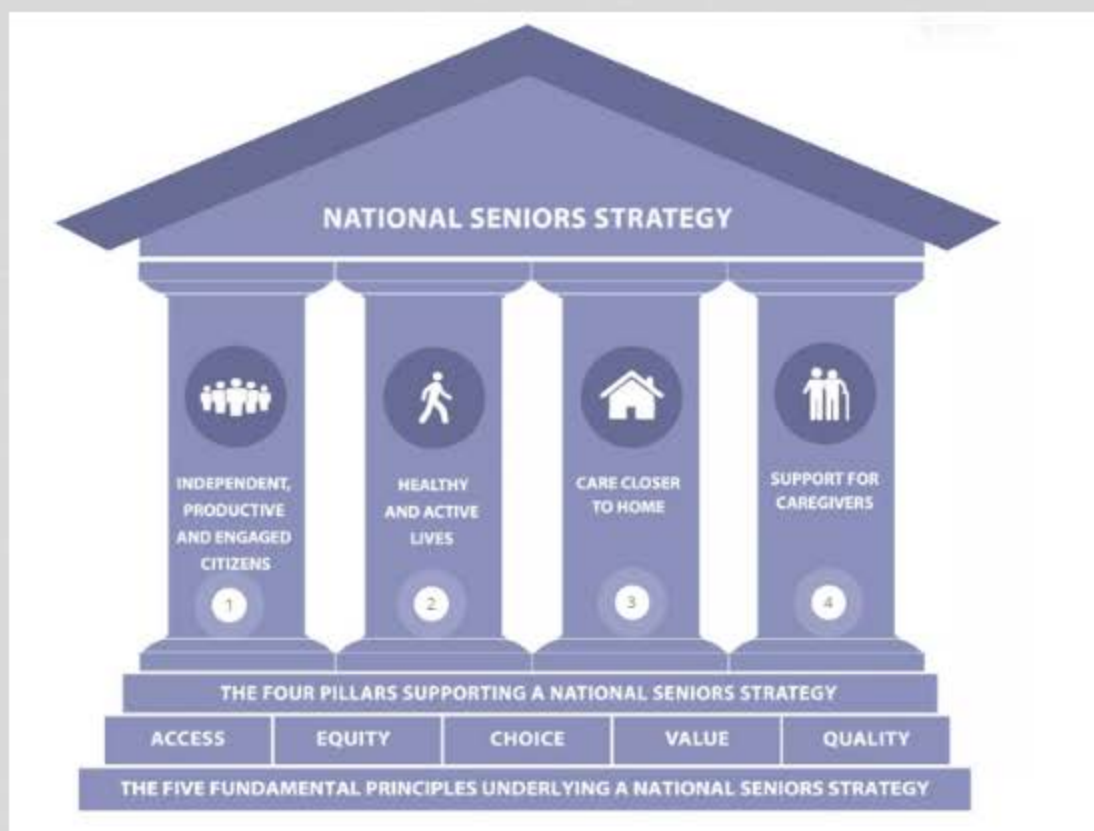 NATIONAL SENIORS STRATEGY
INDEPENDENT,
PRODUCTIVE
AND ENGAGED
CITIZENS
1
HEALTHY
AND ACTIVE
LIVES
2
CARE CLOSER
TO HOME
3
SUPPORT FOR
CAREGIVERS
4
THE FOUR PILLARS SUPPORTING A NATIONAL SENIORS STRATEGY
ACCESS EQUITY CHOICE VALUE QUALITY
THE FIVE FUNDAMENTAL PRINCIPLES UNDERLYING A NATIONAL SENIORS STRATEGY